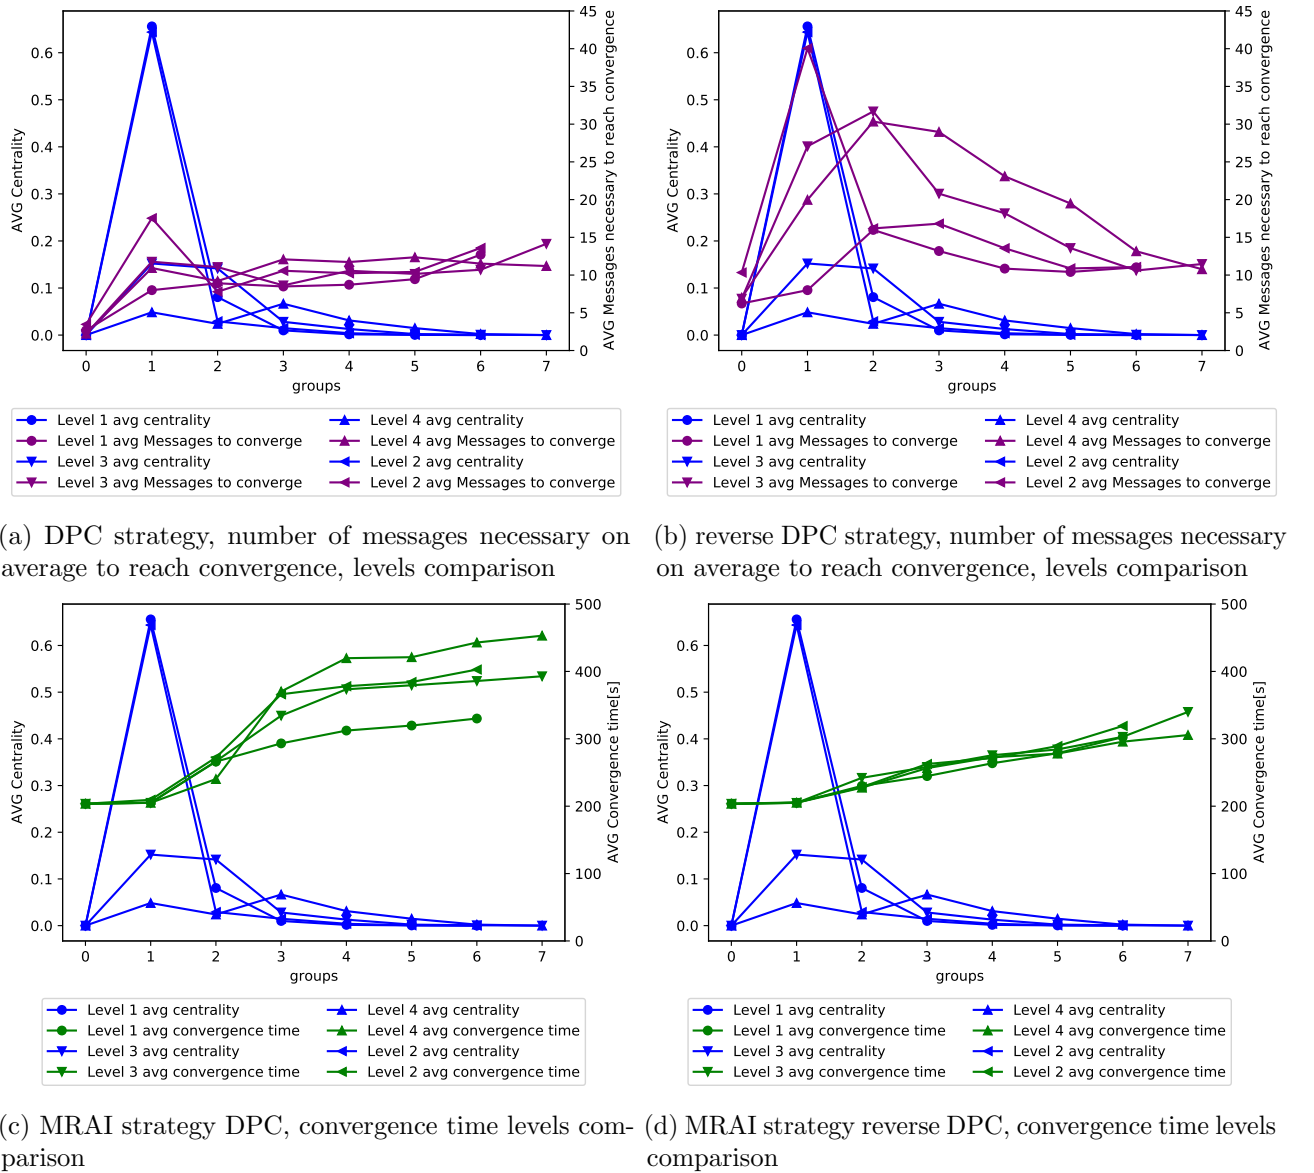 0.0
0.1
0.2
0.3
0.4
0.5
0.6
AVG Centrality
0
5
10
15
20
25
30
35
40
45
AVG Messages necessary to reach convergence
0 1 2 3 4 5 6 7
groups
Level 1 avg centrality
Level 1 avg Messages to converge
Level 3 avg centrality
Level 3 avg Messages to converge
Level 4 avg centrality
Level 4 avg Messages to converge
Level 2 avg centrality
Level 2 avg Messages to converge
(a) DPC strategy, number of messages necessary on
average to reach convergence, levels comparison
0.0
0.1
0.2
0.3
0.4
0.5
0.6
AVG Centrality
0
5
10
15
20
25
30
35
40
45
AVG Messages necessary to reach convergence
0 1 2 3 4 5 6 7
groups
Level 1 avg centrality
Level 1 avg Messages to converge
Level 3 avg centrality
Level 3 avg Messages to converge
Level 4 avg centrality
Level 4 avg Messages to converge
Level 2 avg centrality
Level 2 avg Messages to converge
(b) reverse DPC strategy, number of messages necessary
on average to reach convergence, levels comparison
0.0
0.1
0.2
0.3
0.4
0.5
0.6
AVG Centrality
0
100
200
300
400
500
AVG Convergence time[s]
0 1 2 3 4 5 6 7
groups
Level 1 avg centrality
Level 1 avg convergence time
Level 3 avg centrality
Level 3 avg convergence time
Level 4 avg centrality
Level 4 avg convergence time
Level 2 avg centrality
Level 2 avg convergence time
(c) MRAI strategy DPC, convergence time levels com-
parison
0.0
0.1
0.2
0.3
0.4
0.5
0.6
AVG Centrality
0
100
200
300
400
500
AVG Convergence time[s]
0 1 2 3 4 5 6 7
groups
Level 1 avg centrality
Level 1 avg convergence time
Level 3 avg centrality
Level 3 avg convergence time
Level 4 avg centrality
Level 4 avg convergence time
Level 2 avg centrality
Level 2 avg convergence time
(d) MRAI strategy reverse DPC, convergence time levels
comparison